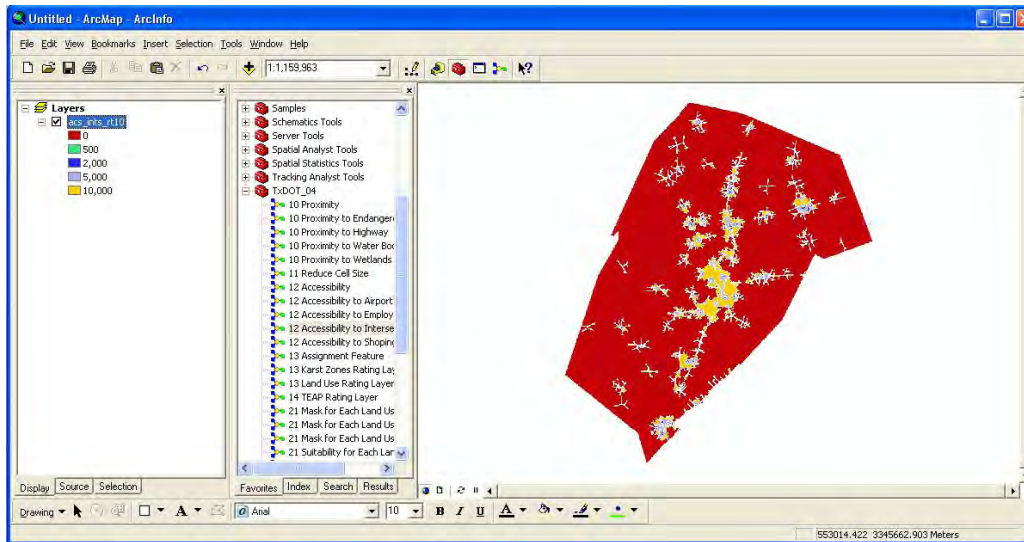 Untitled - ArcMap - ArcInfo
File Edit View Bookmarks Insert Selection Tools Window Help
1:1,159,963
Layers
acs_ints_rt10
0
500
2,000
5,000
10,000
Display Source Selection
Samples
Schematics Tools
Server Tools
Spatial Analyst Tools
Spatial Statistics Tools
Tracking Analyst Tools
TxDOT_04
10 Proximity
10 Proximity to Endanger
10 Proximity to Highway
10 Proximity to Water Bo
10 Proximity to Wetlands
11 Reduce Cell Size
12 Accessibility
12 Accessibility to Airport
12 Accessibility to Employ
12 Accessibility to Interse
12 Accessibility to Shoping
13 Assignment Feature
13 Karst Zones Rating Lay
13 Land Use Rating Layer
14 TEAP Rating Layer
21 Mask for Each Land Us
21 Mask for Each Land Us
21 Mask for Each Land Us
21 Suitability for Each Lan
Favorites Index Search Results
Drawing A Arial 10 B I U A
553014.422 3345662.903 Meters